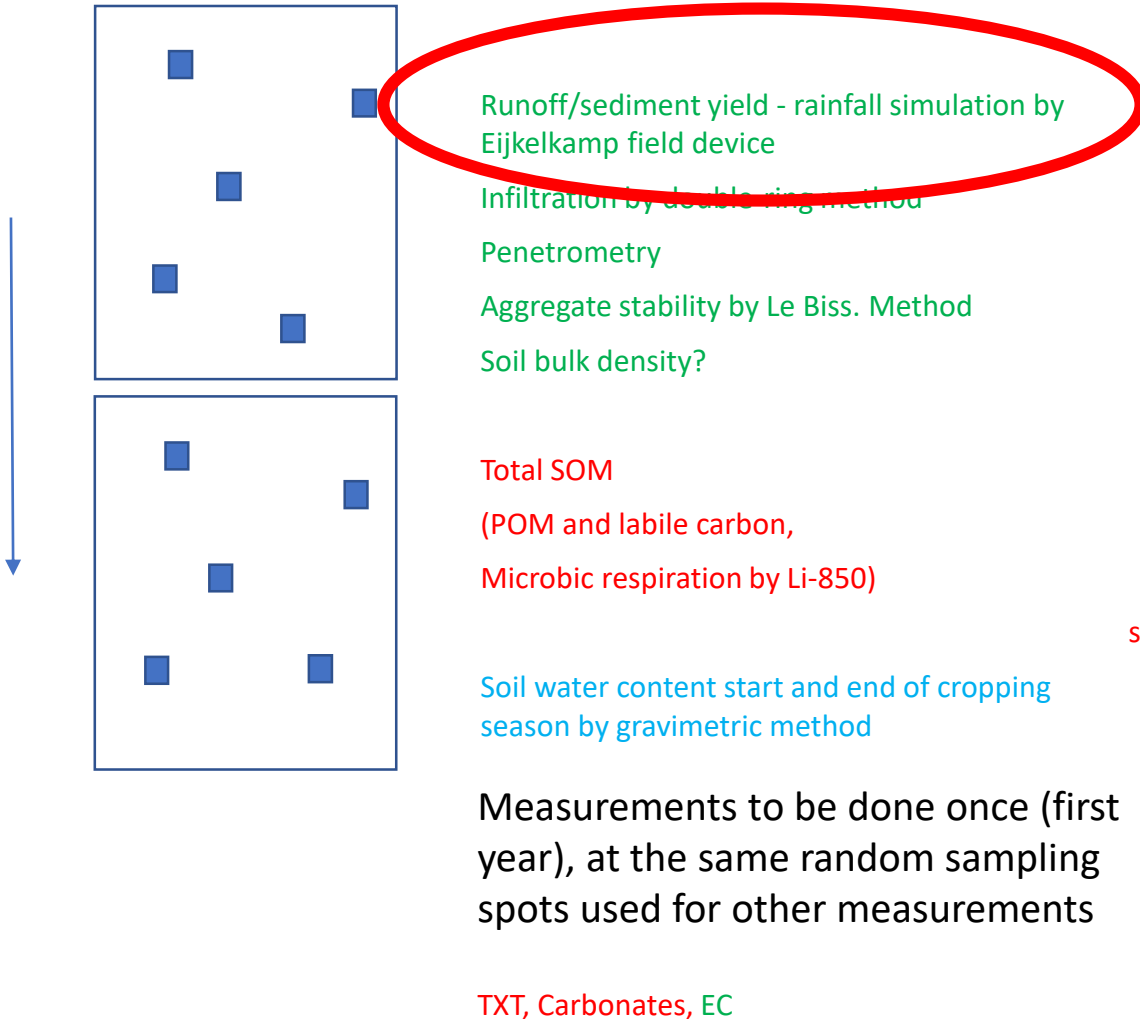 Runoff/sediment yield - rainfall simulation by
Eijkelkamp field device
Infiltration by double ring method
Penetrometry
Aggregate stability by Le Biss. Method
Soil bulk density?
Total SOM
(POM and labile carbon,
Microbic respiration by Li-850)
s
Soil water content start and end of cropping
season by gravimetric method
Measurements to be done once (first
year), at the same random sampling
spots used for other measurements
TXT, Carbonates, EC